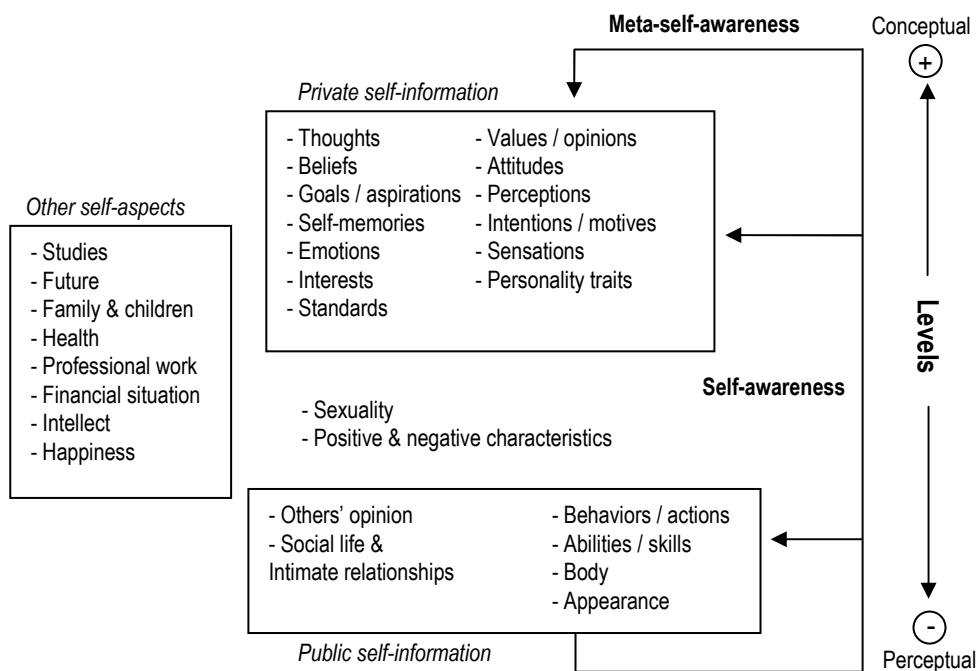 Meta-self-awareness
Conceptual
+
Private self-information
- Thoughts
- Beliefs
- Goals / aspirations
- Self-memories
- Emotions
- Interests
- Standards
- Values / opinions
- Attitudes
- Perceptions
- Intentions / motives
- Sensations
- Personality traits
Other self-aspects
- Studies
- Future
- Family & children
- Health
- Professional work
- Financial situation
- Intellect
- Happiness
Levels
Self-awareness
- Sexuality
- Positive & negative characteristics
- Others’ opinion
- Social life &
Intimate relationships
- Behaviors / actions
- Abilities / skills
- Body
- Appearance
Public self-information
-
Perceptual